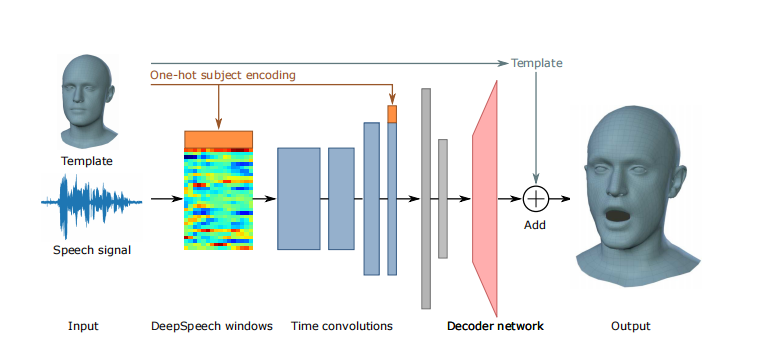 Template
One-hot subject encoding
Template
Speech signal
Add
Input
DeepSpeech windows
Time convolutions
Decoder network
Output